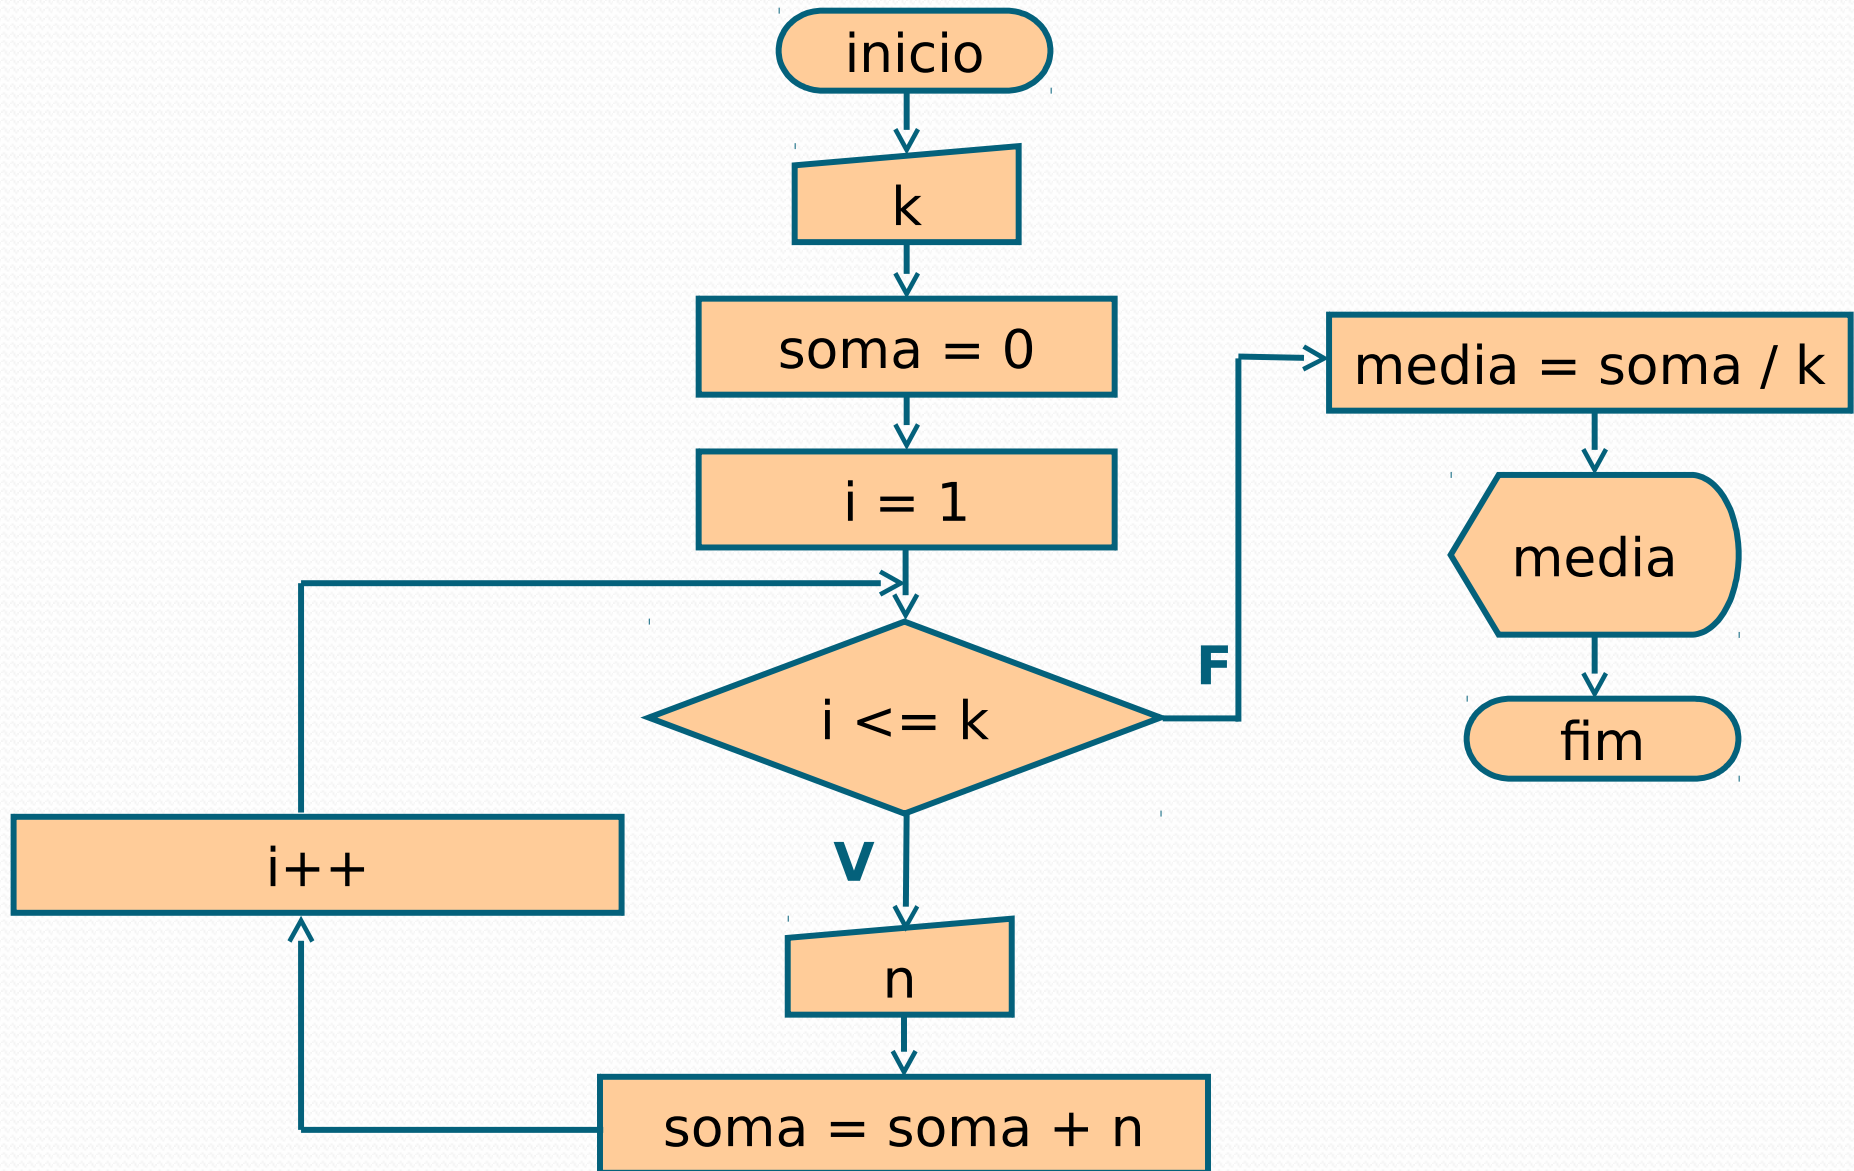 inicio
k
soma = 0
i = 1
i <= k
F
V
n
soma = soma + n
i++
media = soma / k
media
fim